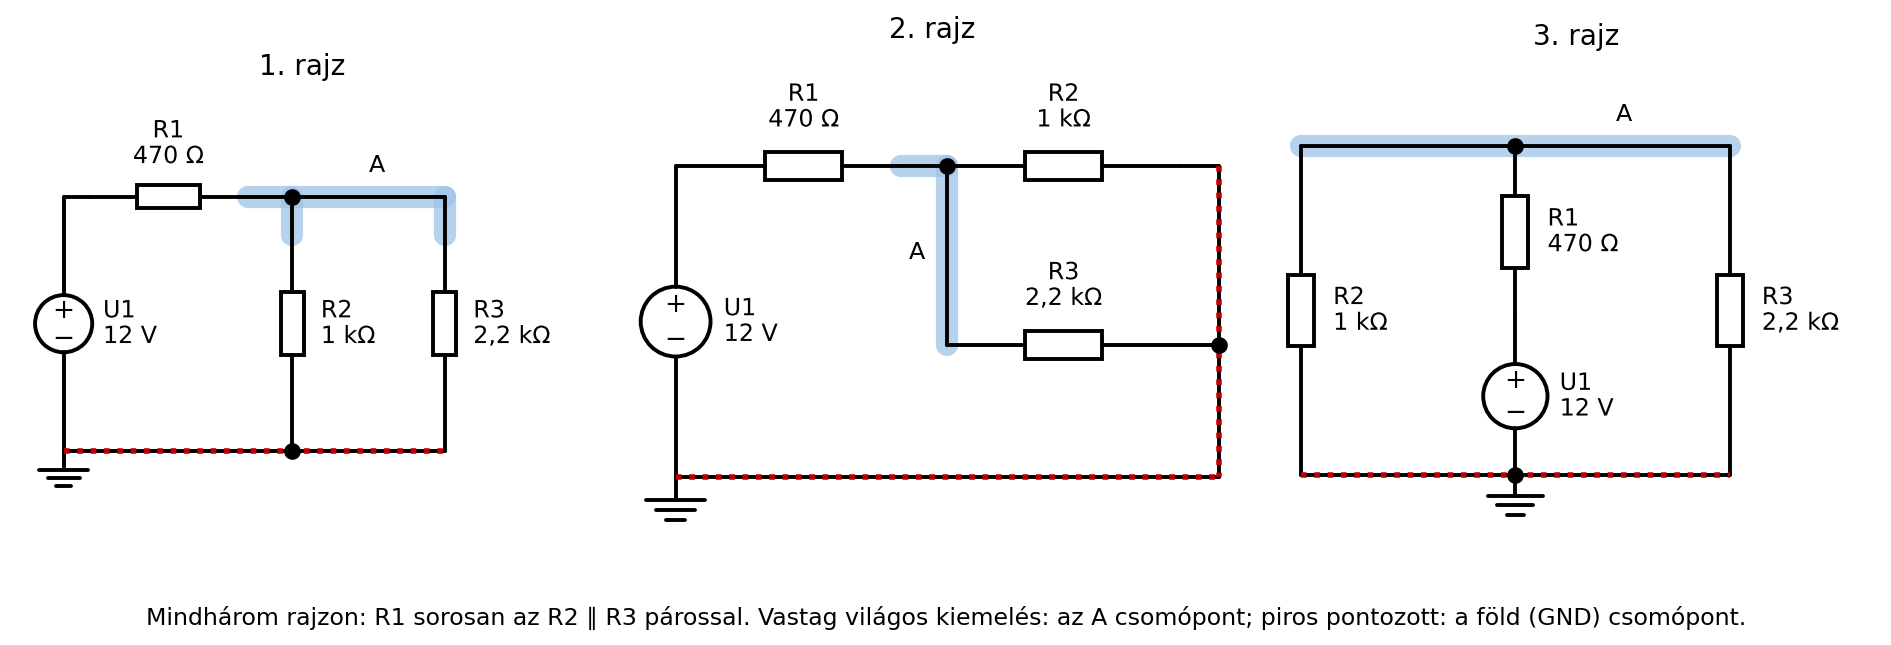 1. rajz
R1
470 Ω
A
+
−
U1
12 V
R2
1 kΩ
R3
2,2 kΩ
2. rajz
R1
470 Ω
R2
1 kΩ
A
R3
2,2 kΩ
+
−
U1
12 V
3. rajz
A
R1
470 Ω
R2
1 kΩ
R3
2,2 kΩ
+
−
U1
12 V
Mindhárom rajzon: R1 sorosan az R2 ∥ R3 párossal. Vastag világos kiemelés: az A csomópont; piros pontozott: a föld (GND) csomópont.